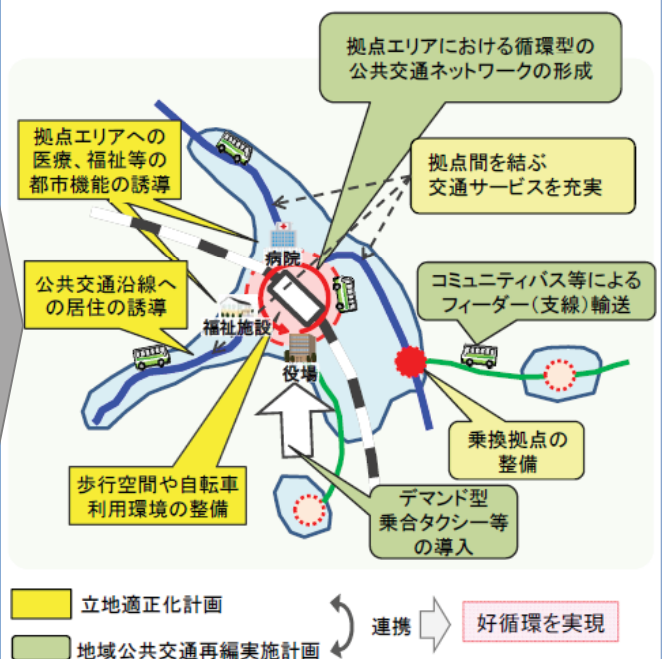 拠点エリアにおける循環型の
公共交通ネットワークの形成
拠点エリアへの
医療、福祉等の
都市機能の誘導
拠点間を結ぶ
交通サービスを充実
病院
公共交通沿線へ
の居住の誘導
コミュニティバス等による
フィーダー(支線)輸送
福祉施設
役場
乗換拠点の
整備
歩行空間や自転車
利用環境の整備
デマンド型
乗合タクシー等
の導入
立地適正化計画
連携
好循環を実現
地域公共交通再編実施計画